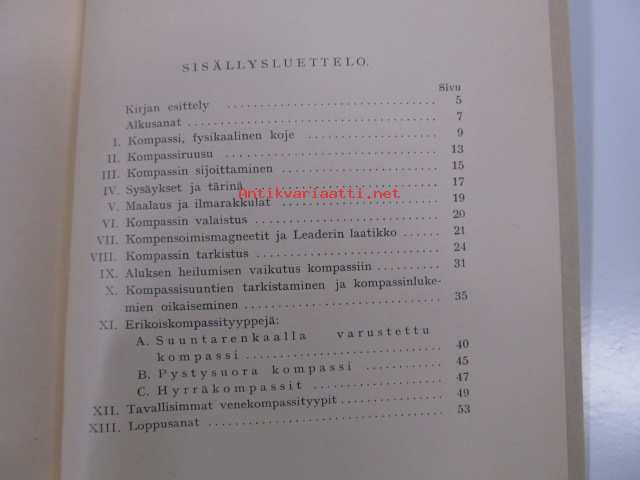 SISÄLLYSLUETTELO.
Sivu
Kirjan esittely 5
Alkusanat 7
I. Kompassi, fysikaalinen koje 9
II. Kompassiruusu 13
III. Kompassin sijoittaminen 15
IV. Sysäykset ja tärinä 17
Antikvariaatti.net
V. Maalaus ja ilmarakkulat 19
VI. Kompassin valaistus 20
VII. Kompensoimismagneetit ja Leaderin laatikko 21
VIII. Kompassin tarkistus 24
IX. Aluksen heilumisen vaikutus kompassiin 31
X. Kompassisuuntien tarkistaminen ja kompassinluke-
mien oikaiseminen 35
XI. Erikoiskompassityyppejä:
A. Suuntarenkaalla varustettu
kompassi 40
B. Pystysuora kompassi 45
C. Hyrräkompassit 47
XII. Tavallisimmat venekompassityypit 49
XIII. Loppusanat 53